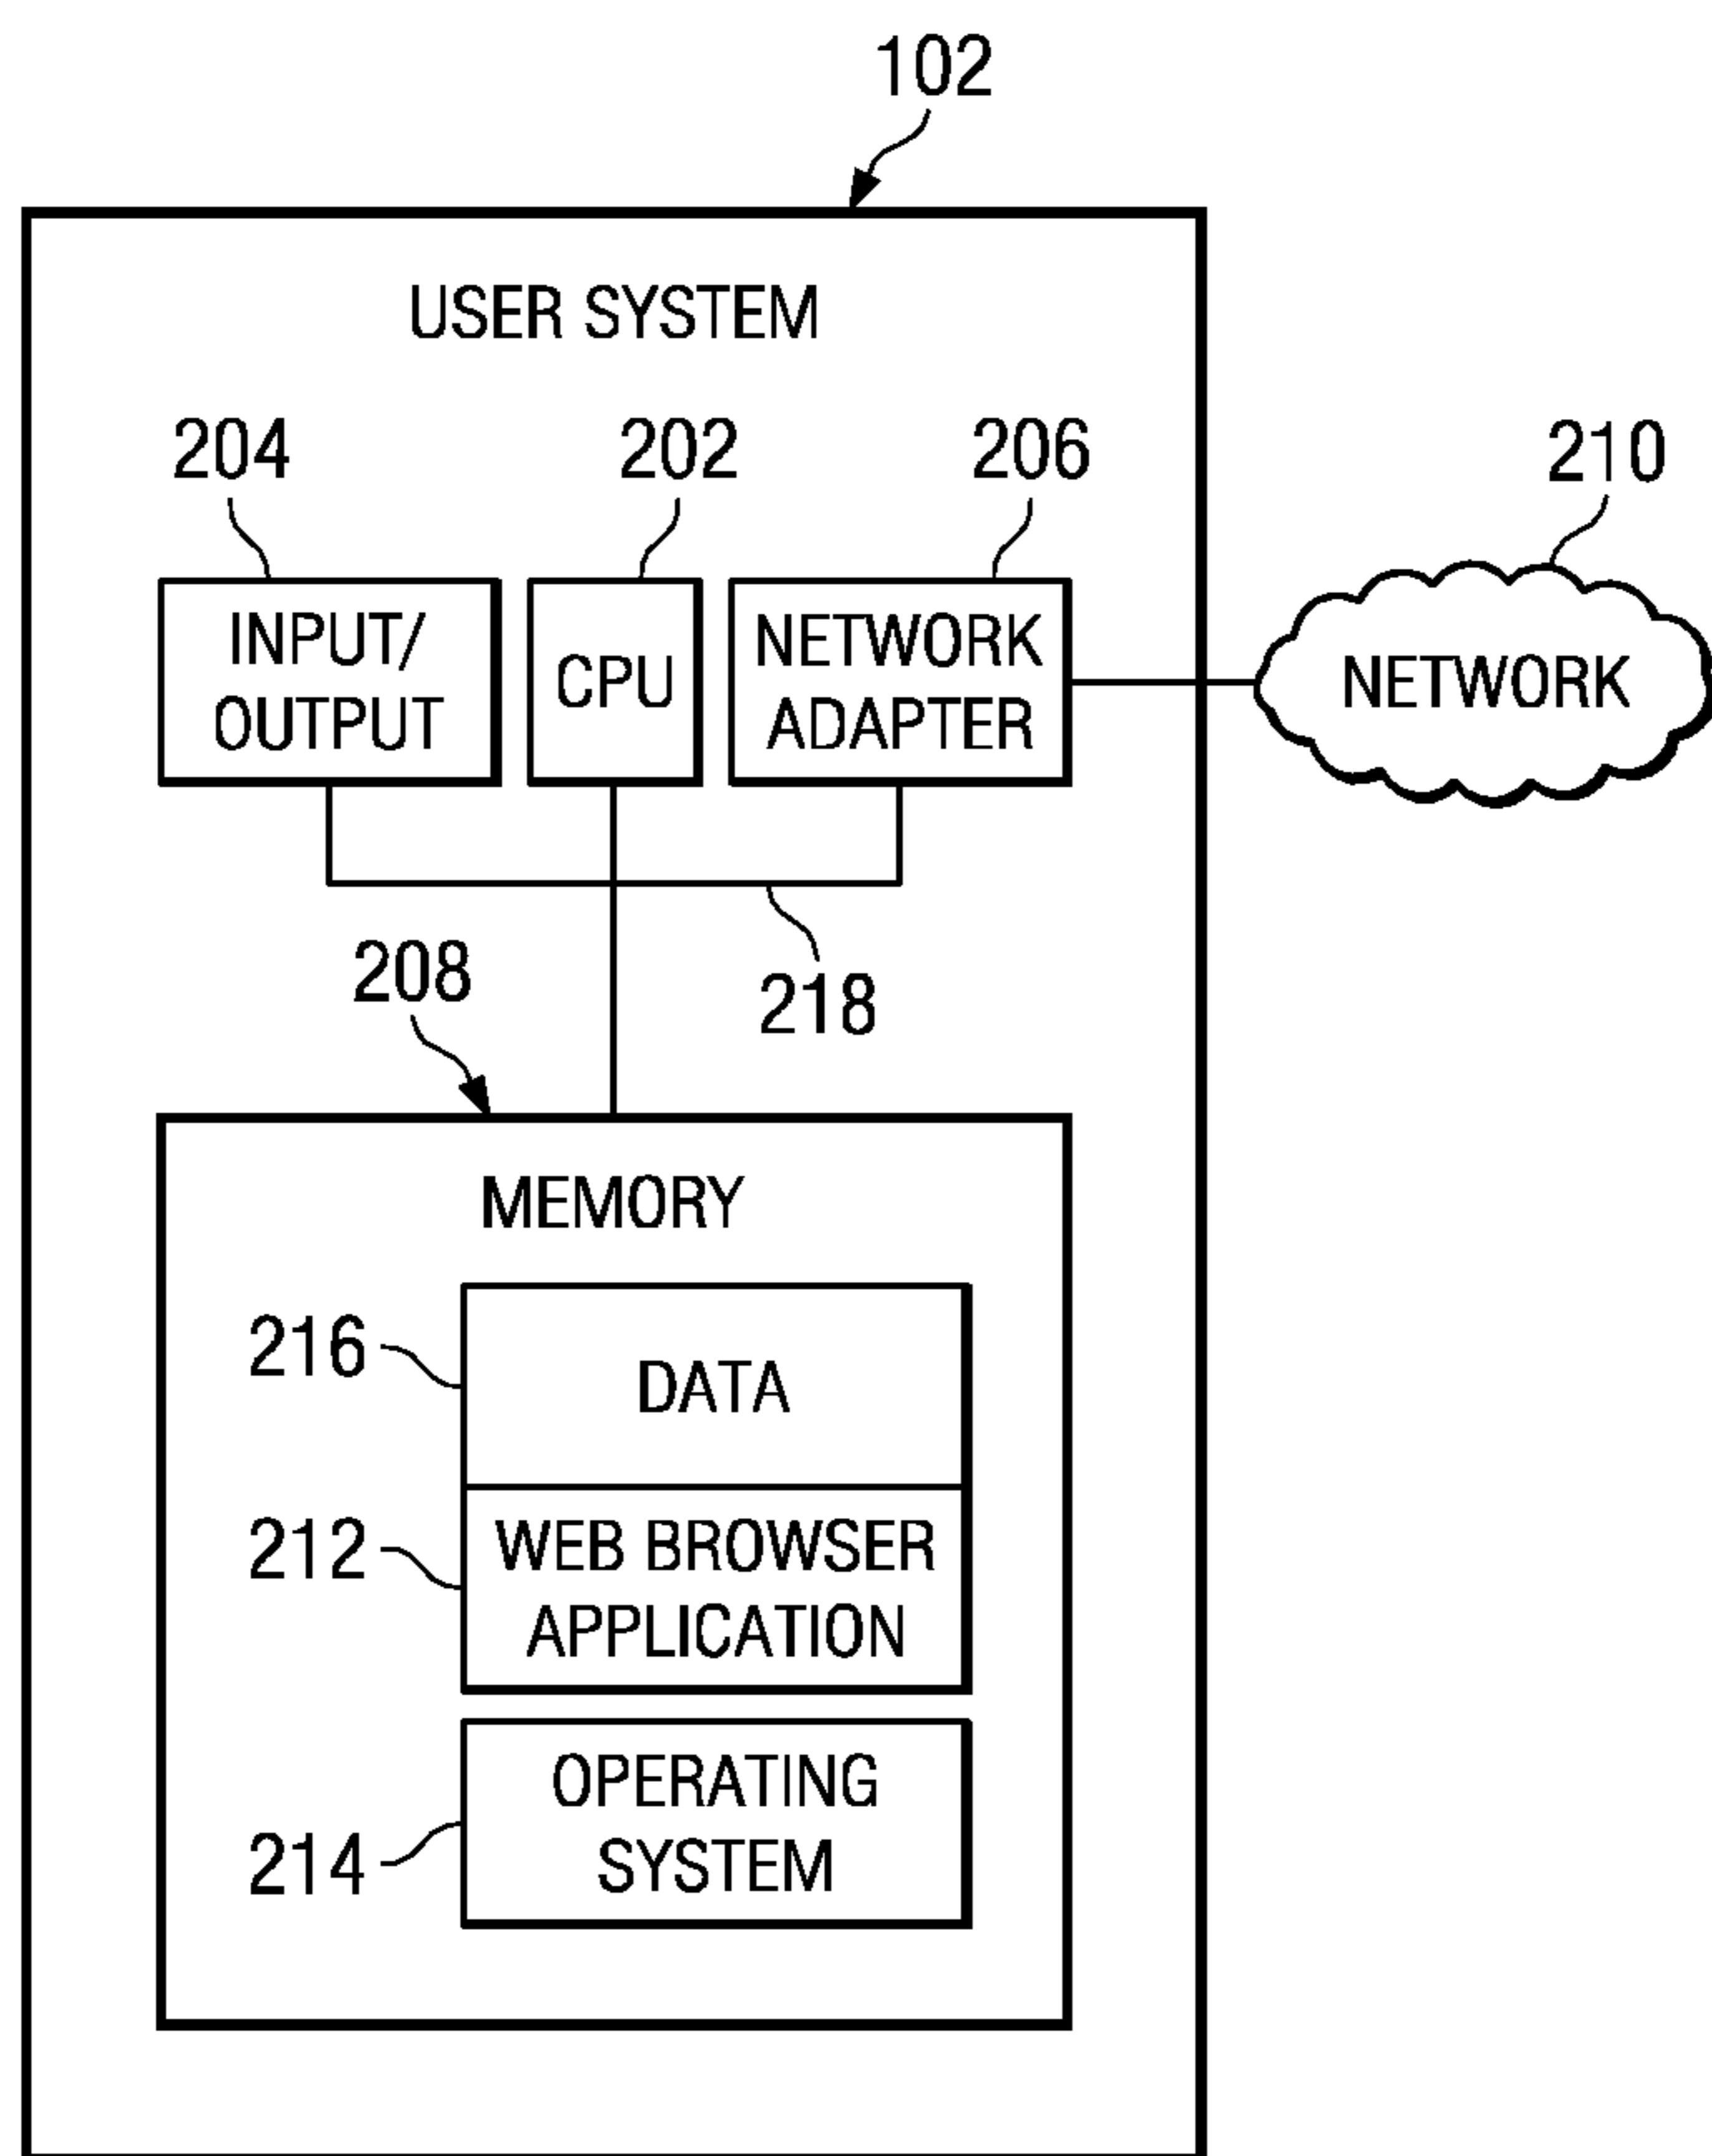 102
USER SYSTEM
204
202
206
210
INPUT/
OUTPUT
CPU
NETWORK
ADAPTER
NETWORK
208
218
MEMORY
216
DATA
212
WEB BROWSER
APPLICATION
214
OPERATING
SYSTEM